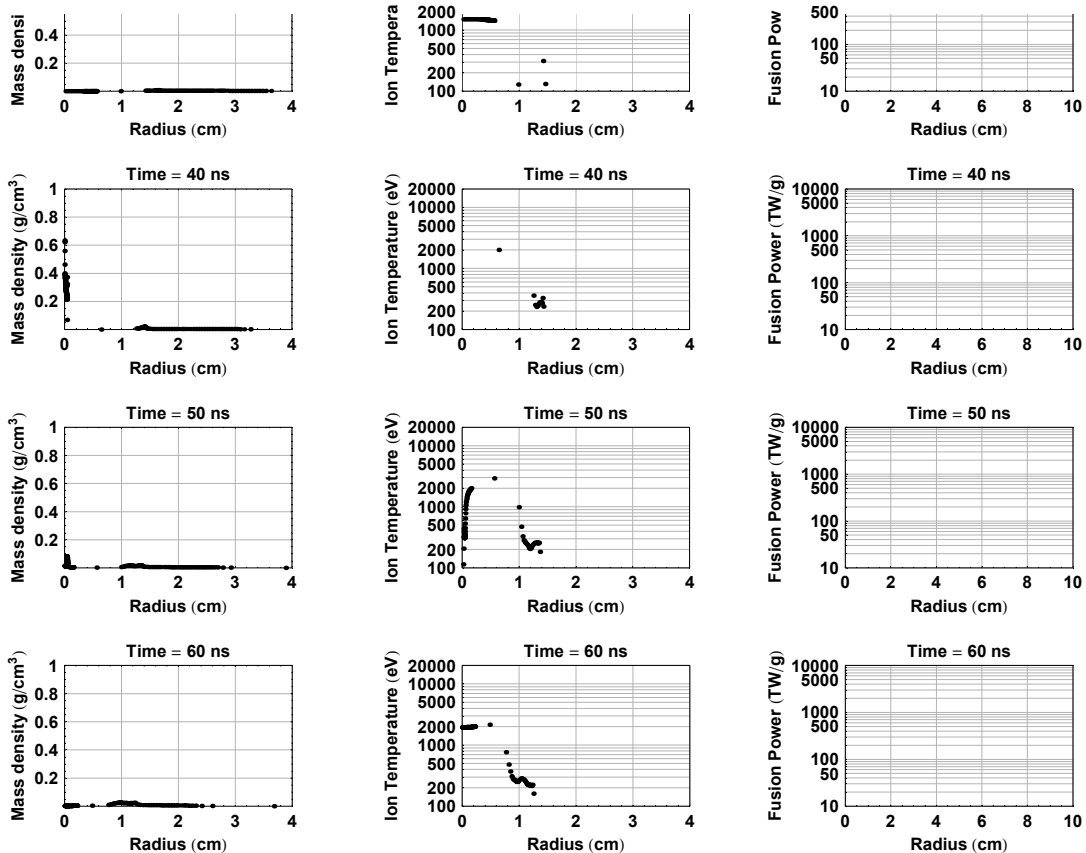 Mass densi
0.4
0.2
0 1 2 3 4
Radius (cm)
Ion Tempera
2000
1000
500
200
100
0 1 2 3 4
Radius (cm)
Fusion Pow
500
100
50
10
0 2 4 6 8 10
Radius (cm)
Time = 40 ns
Mass density (g/cm³)
1
0.8
0.6
0.4
0.2
0 1 2 3 4
Radius (cm)
Time = 40 ns
Ion Temperature (eV)
20000
10000
5000
2000
1000
500
200
100
0 1 2 3 4
Radius (cm)
Time = 40 ns
Fusion Power (TW/g)
10000
5000
1000
500
100
50
10
0 2 4 6 8 10
Radius (cm)
Time = 50 ns
Mass density (g/cm³)
1
0.8
0.6
0.4
0.2
0 1 2 3 4
Radius (cm)
Time = 50 ns
Ion Temperature (eV)
20000
10000
5000
2000
1000
500
200
100
0 1 2 3 4
Radius (cm)
Time = 50 ns
Fusion Power (TW/g)
10000
5000
1000
500
100
50
10
0 2 4 6 8 10
Radius (cm)
Time = 60 ns
Mass density (g/cm³)
1
0.8
0.6
0.4
0.2
0 1 2 3 4
Radius (cm)
Time = 60 ns
Ion Temperature (eV)
20000
10000
5000
2000
1000
500
200
100
0 1 2 3 4
Radius (cm)
Time = 60 ns
Fusion Power (TW/g)
10000
5000
1000
500
100
50
10
0 2 4 6 8 10
Radius (cm)